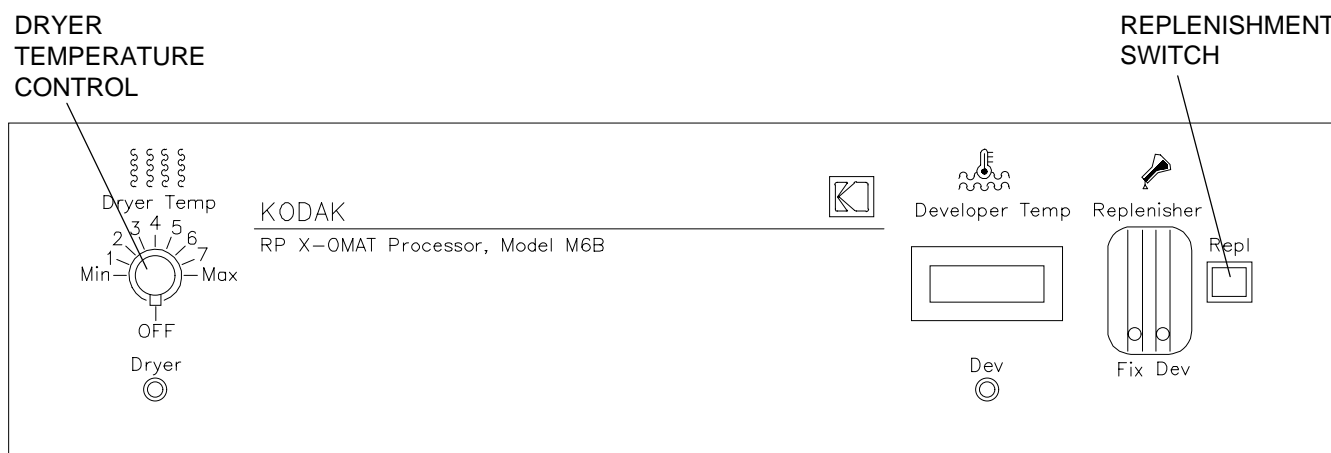 DRYER
TEMPERATURE
CONTROL
REPLENISHMENT
SWITCH
Dryer Temp
1 2 3 4 5 6 7
Min
Max
OFF
Dryer
KODAK
RP X-OMAT Processor, Model M6B
Developer Temp
Dev
Replenisher
Fix Dev
Repl